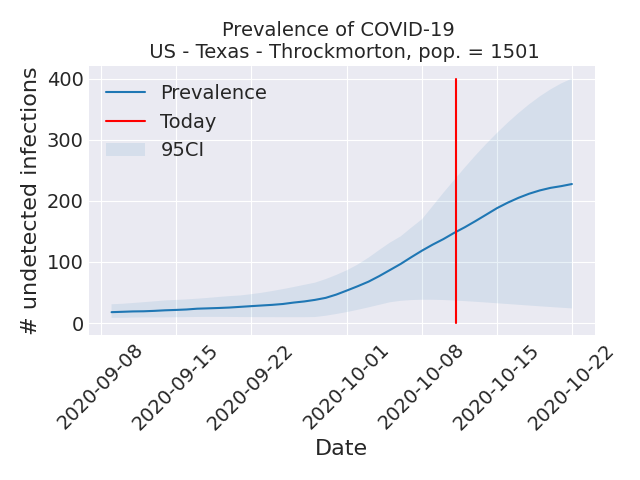 Prevalence of COVID-19
US - Texas - Throckmorton, pop. = 1501
400
300
200
100
0
# undetected infections
Prevalence
Today
95CI
2020-09-08
2020-09-15
2020-09-22
2020-10-01
2020-10-08
2020-10-15
2020-10-22
Date